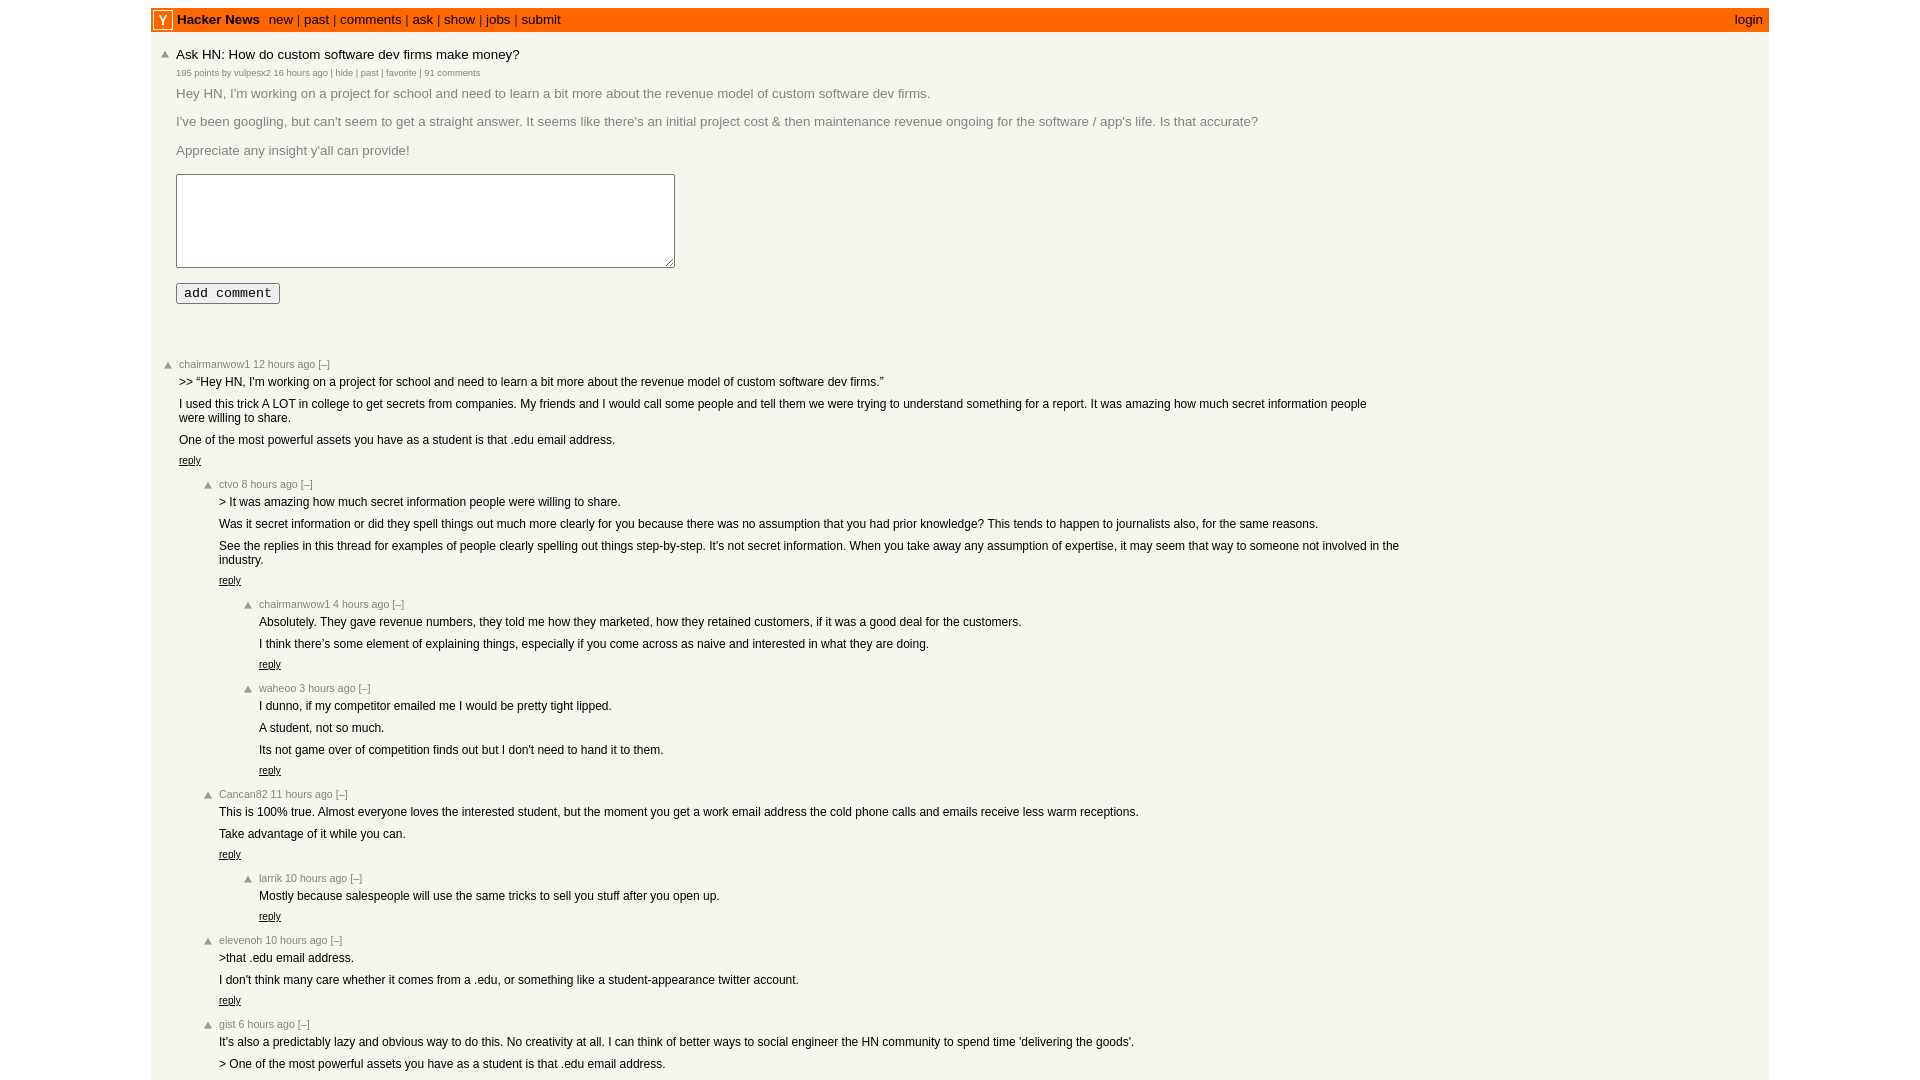 Y Hacker News new | past | comments | ask | show | jobs | submit login
Ask HN: How do custom software dev firms make money?
195 points by vulpesx2 16 hours ago | hide | past | favorite | 91 comments
Hey HN, I'm working on a project for school and need to learn a bit more about the revenue model of custom software dev firms.
I've been googling, but can't seem to get a straight answer. It seems like there's an initial project cost & then maintenance revenue ongoing for the software / app's life. Is that accurate?
Appreciate any insight y'all can provide!
add comment
chairmanwow1 12 hours ago [–]
>> “Hey HN, I'm working on a project for school and need to learn a bit more about the revenue model of custom software dev firms.”
I used this trick A LOT in college to get secrets from companies. My friends and I would call some people and tell them we were trying to understand something for a report. It was amazing how much secret information people
were willing to share.
One of the most powerful assets you have as a student is that .edu email address.
reply
ctvo 8 hours ago [–]
> It was amazing how much secret information people were willing to share.
Was it secret information or did they spell things out much more clearly for you because there was no assumption that you had prior knowledge? This tends to happen to journalists also, for the same reasons.
See the replies in this thread for examples of people clearly spelling out things step-by-step. It's not secret information. When you take away any assumption of expertise, it may seem that way to someone not involved in the
industry.
reply
chairmanwow1 4 hours ago [–]
Absolutely. They gave revenue numbers, they told me how they marketed, how they retained customers, if it was a good deal for the customers.
I think there’s some element of explaining things, especially if you come across as naive and interested in what they are doing.
reply
waheoo 3 hours ago [–]
I dunno, if my competitor emailed me I would be pretty tight lipped.
A student, not so much.
Its not game over of competition finds out but I don't need to hand it to them.
reply
Cancan82 11 hours ago [–]
This is 100% true. Almost everyone loves the interested student, but the moment you get a work email address the cold phone calls and emails receive less warm receptions.
Take advantage of it while you can.
reply
larrik 10 hours ago [–]
Mostly because salespeople will use the same tricks to sell you stuff after you open up.
reply
elevenoh 10 hours ago [–]
>that .edu email address.
I don't think many care whether it comes from a .edu, or something like a student-appearance twitter account.
reply
gist 6 hours ago [–]
It's also a predictably lazy and obvious way to do this. No creativity at all. I can think of better ways to social engineer the HN community to spend time 'delivering the goods'.
> One of the most powerful assets you have as a student is that .edu email address.